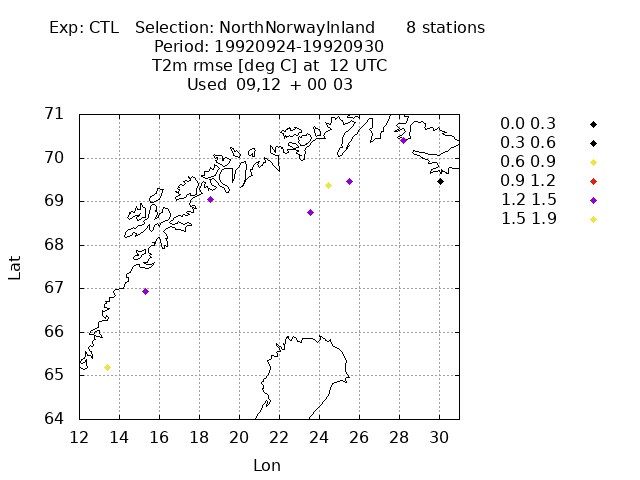 Exp: CTL   Selection: NorthNorwayInland      8 stations
Period: 19920924-19920930
T2m rmse [deg C] at  12 UTC
Used  09,12  + 00 03
71
70
69
68
67
66
65
64
Lat
12 14 16 18 20 22 24 26 28 30
Lon
0.0 0.3
0.3 0.6
0.6 0.9
0.9 1.2
1.2 1.5
1.5 1.9